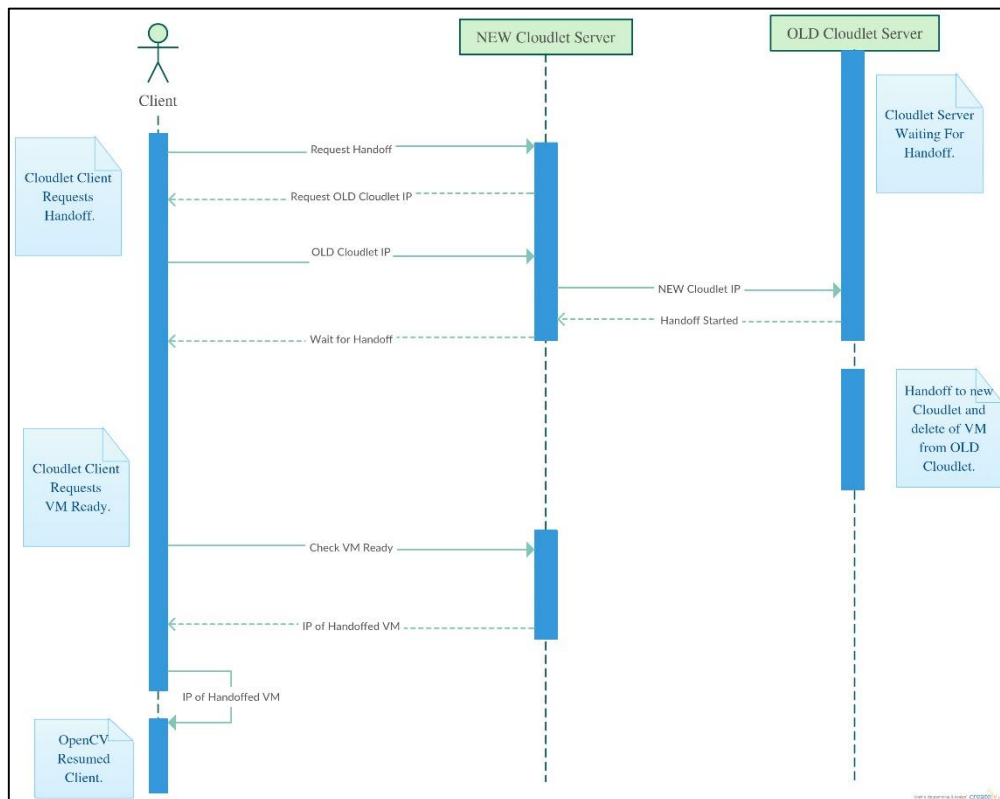 NEW Cloudlet Server
OLD Cloudlet Server
Client
Cloudlet Server
Waiting For
Handoff.
Cloudlet Client
Requests
Handoff.
Request Handoff
Request OLD Cloudlet IP
OLD Cloudlet IP
NEW Cloudlet IP
Handoff Started
Wait for Handoff
Handoff to new
Cloudlet and
delete of VM
from OLD
Cloudlet.
Cloudlet Client
Requests
VM Ready.
Check VM Ready
IP of Handoffed VM
IP of Handoffed VM
OpenCV
Resumed
Client.